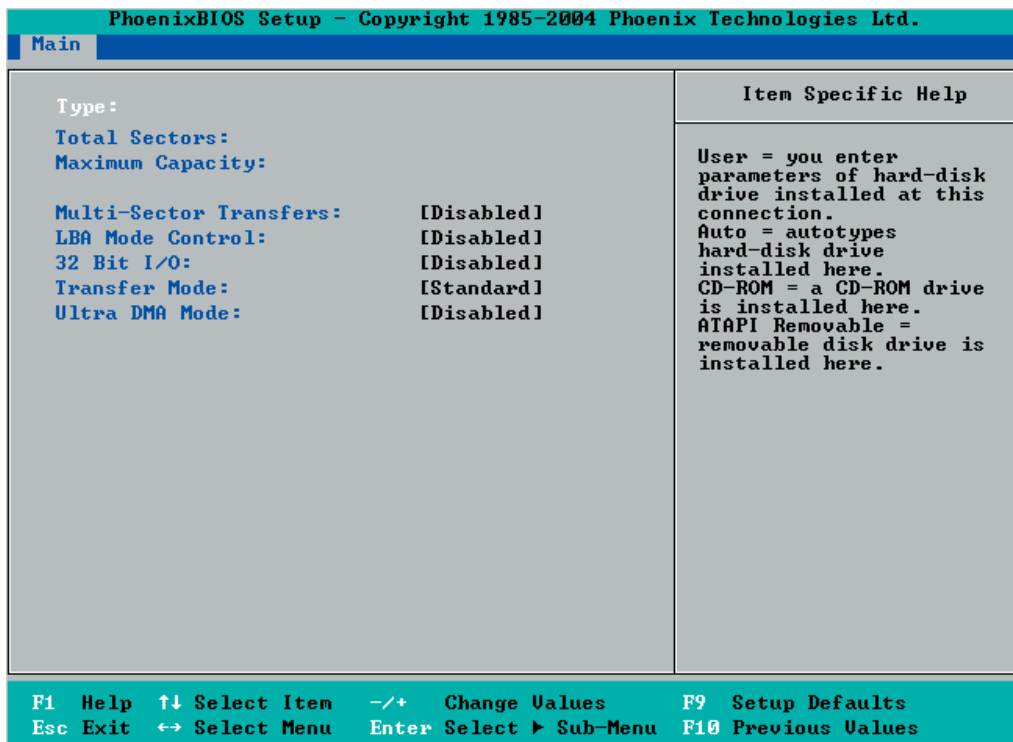 PhoenixBIOS Setup - Copyright 1985-2004 Phoenix Technologies Ltd.
Main
Type:
Total Sectors:
Maximum Capacity:
Multi-Sector Transfers: [Disabled]
LBA Mode Control: [Disabled]
32 Bit I/O: [Disabled]
Transfer Mode: [Standard]
Ultra DMA Mode: [Disabled]
Item Specific Help
User = you enter
parameters of hard-disk
drive installed at this
connection.
Auto = autotypes
hard-disk drive
installed here.
CD-ROM = a CD-ROM drive
is installed here.
ATAPI Removable =
removable disk drive is
installed here.
F1 Help ↑↓ Select Item -/+ Change Values F9 Setup Defaults
Esc Exit ↔ Select Menu Enter Select ▶ Sub-Menu F10 Previous Values